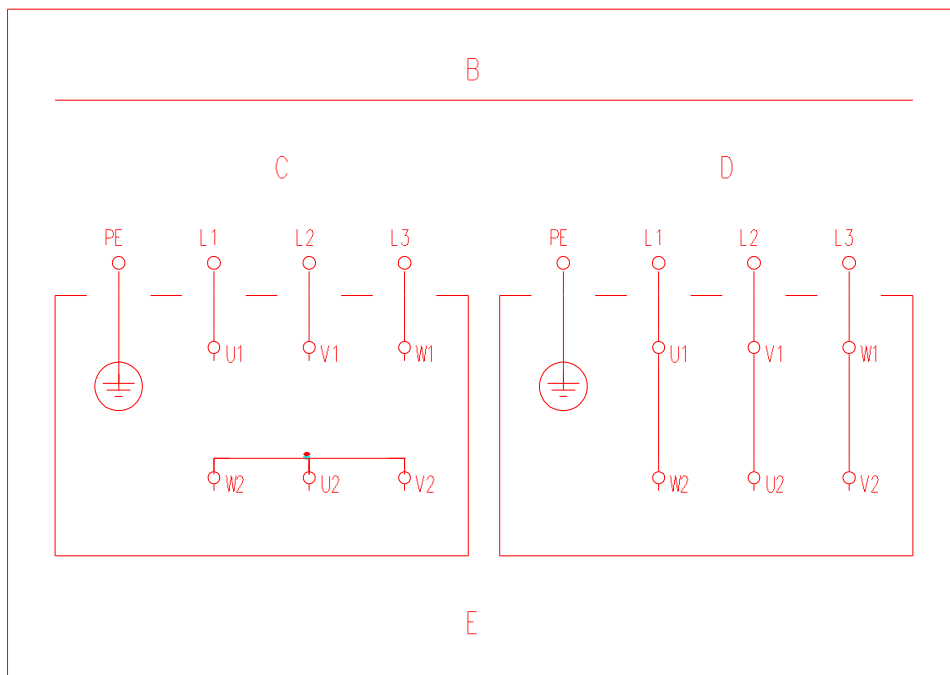 B
C D
PE L1 L2 L3 PE L1 L2 L3
U1 V1 W1 U1 V1 W1
W2 U2 V2 W2 U2 V2
E